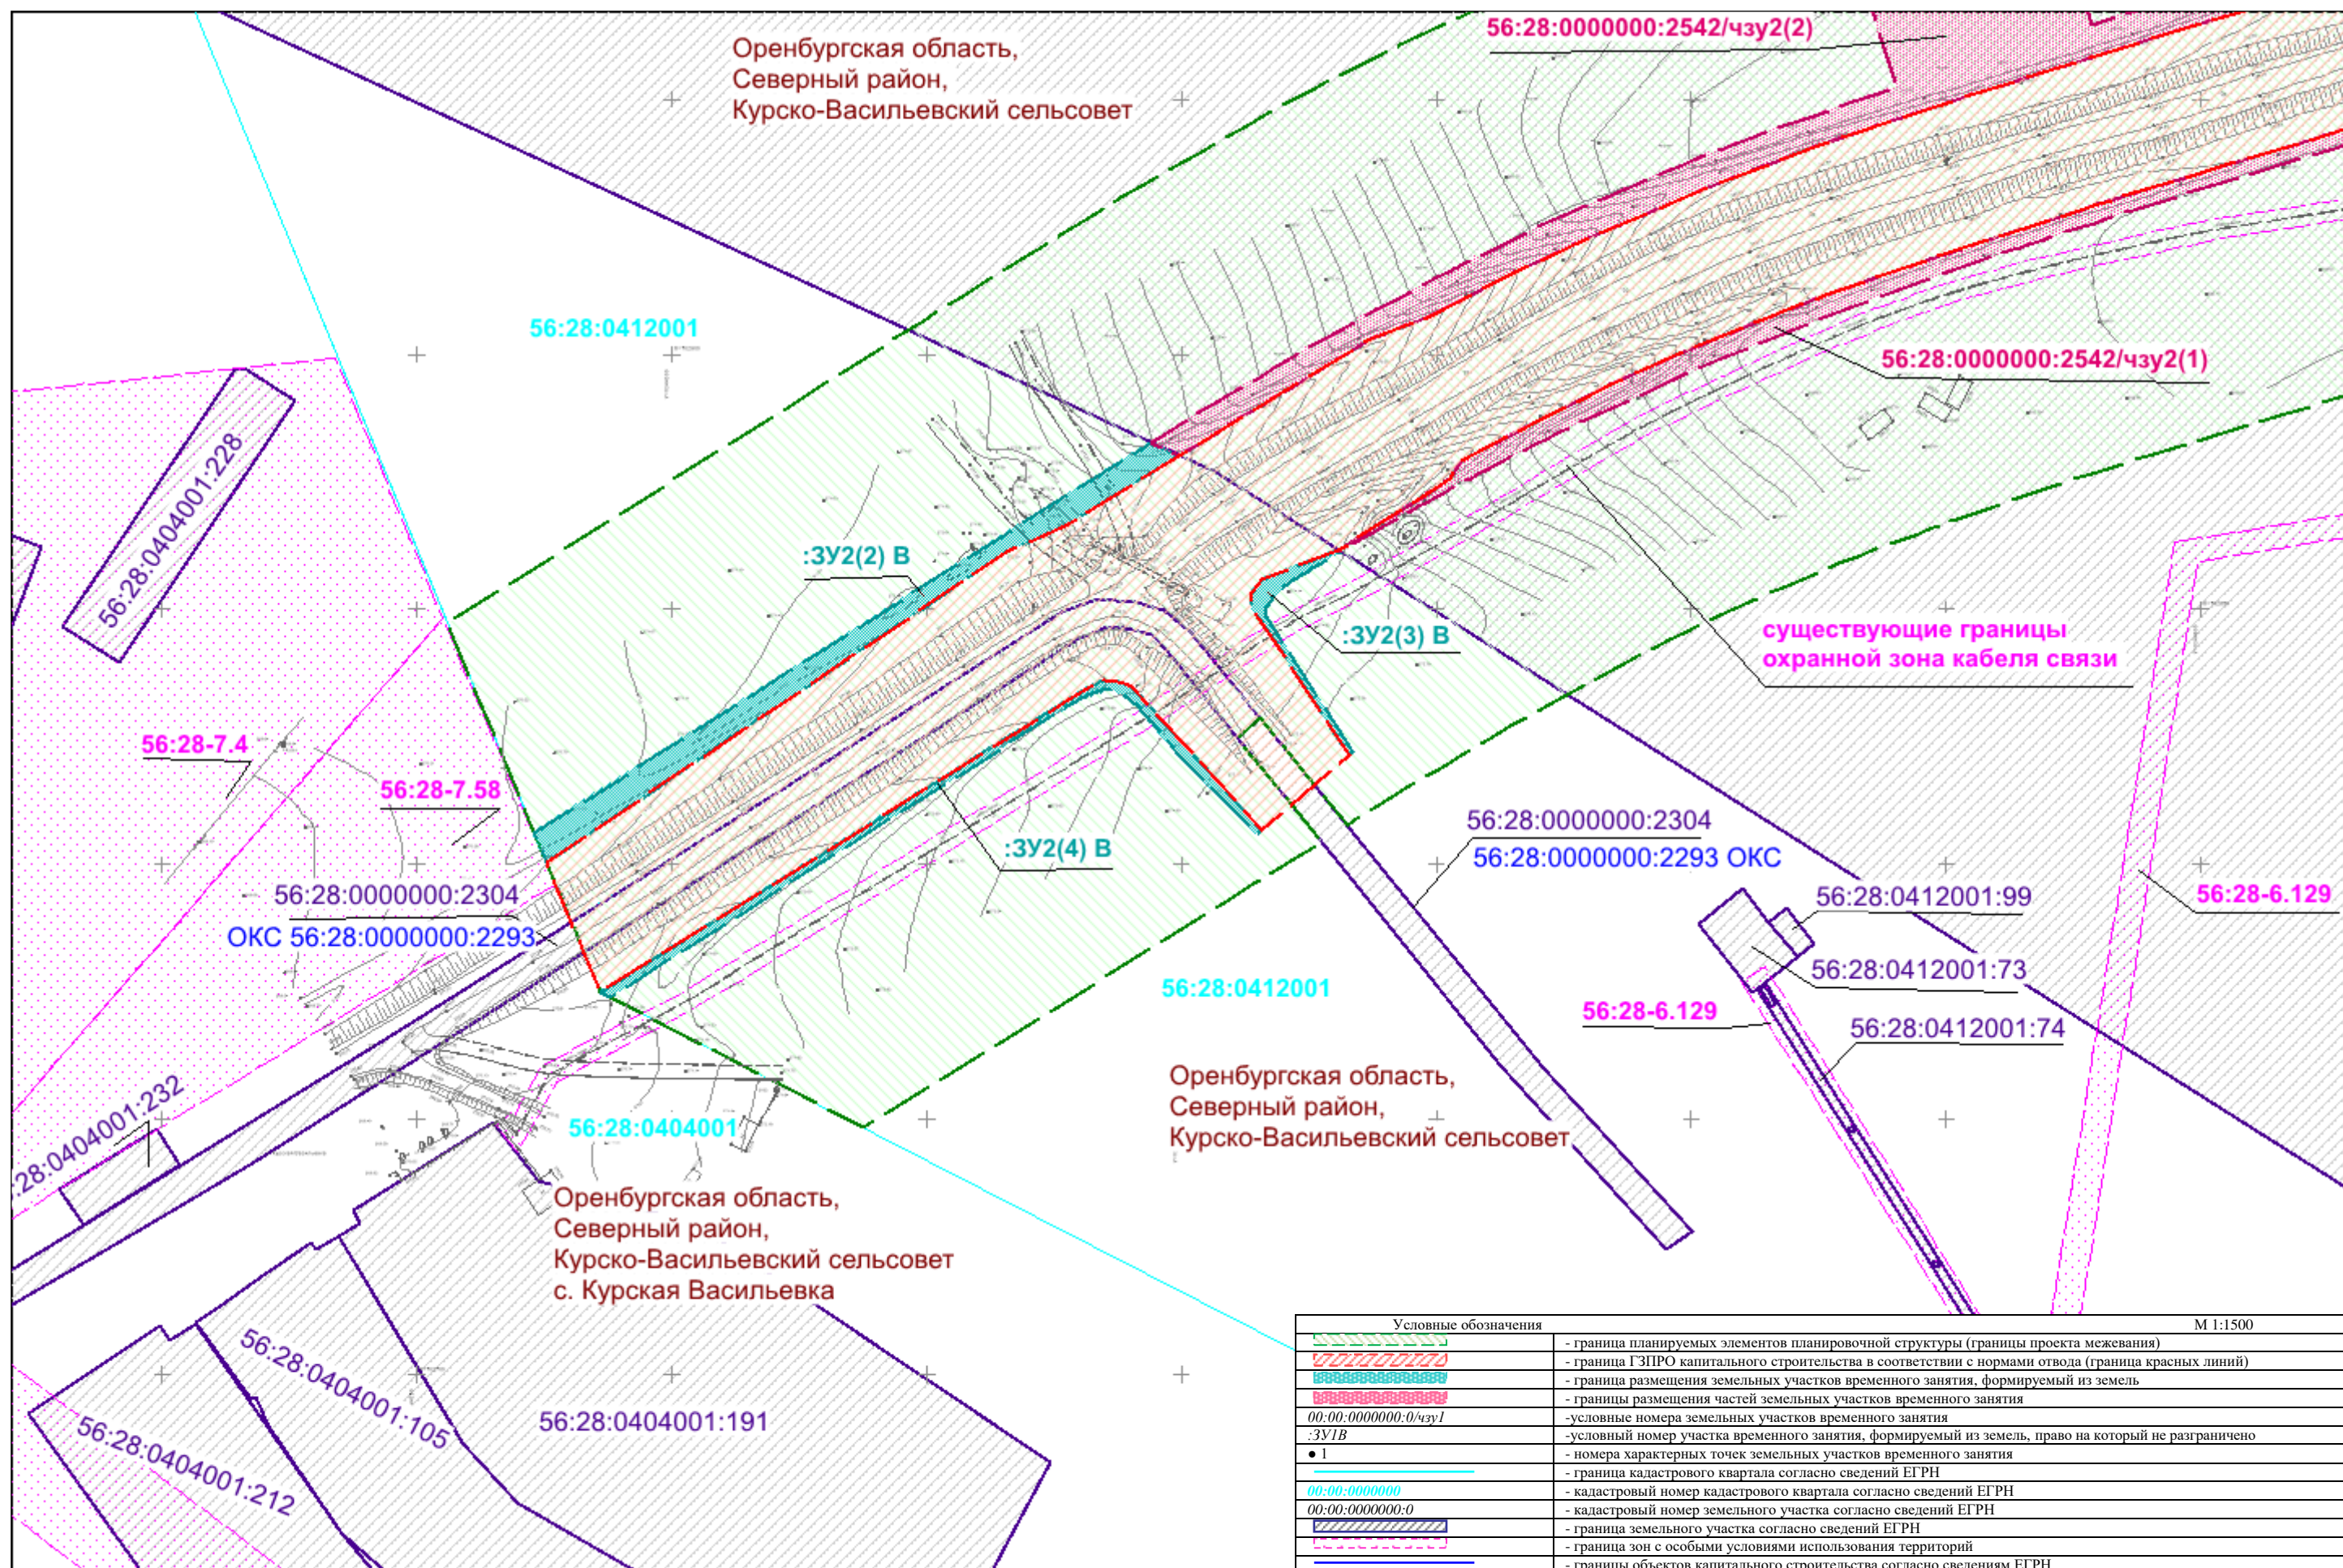 56:28:0000000:2542/чзу2(2)
Оренбургская область,
Северный район,
Курско-Васильевский сельсовет
56:28:0412001
56:28:0000000:2542/чзу2(1)
56:28:0404001:228
:ЗУ2(2) В
:ЗУ2(3) В
существующие границы
охранной зона кабеля связи
56:28-7.4
56:28-7.58
:ЗУ2(4) В
56:28:0000000:2304
56:28:0000000:2293 ОКС
56:28:0412001:99
56:28-6.129
56:28:0000000:2304
ОКС 56:28:0000000:2293
56:28:0412001:73
56:28:0412001
56:28-6.129
56:28:0412001:74
Оренбургская область,
Северный район,
Курско-Васильевский сельсовет
:28:0404001:232
56:28:0404001
Оренбургская область,
Северный район,
Курско-Васильевский сельсовет
с. Курская Васильевка
56:28:0404001:105
56:28:0404001:191
56:28:0404001:212
Условные обозначения М 1:1500
- граница планируемых элементов планировочной структуры (границы проекта межевания)
- граница ГЗПРО капитального строительства в соответствии с нормами отвода (граница красных линий)
- граница размещения земельных участков временного занятия, формируемый из земель
- границы размещения частей земельных участков временного занятия
00:00:0000000:0/чзу1 -условные номера земельных участков временного занятия
:ЗУ1В -условный номер участка временного занятия, формируемый из земель, право на который не разграничено
● 1 - номера характерных точек земельных участков временного занятия
- граница кадастрового квартала согласно сведений ЕГРН
00:00:0000000 - кадастровый номер кадастрового квартала согласно сведений ЕГРН
00:00:0000000:0 - кадастровый номер земельного участка согласно сведений ЕГРН
- граница земельного участка согласно сведений ЕГРН
- граница зон с особыми условиями использования территорий
- границы объектов капитального строительства согласно сведениям ЕГРН